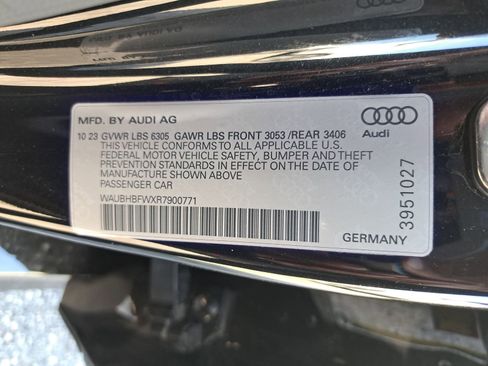 MFD. BY AUDI AG
10 23 GVWR LBS 6305 GAWR LBS FRONT 3053 /REAR 3406
THIS VEHICLE CONFORMS TO ALL APPLICABLE U.S.
FEDERAL MOTOR VEHICLE SAFETY, BUMPER AND THEFT
PREVENTION STANDARDS IN EFFECT ON THE DATE OF
MANUFACTURE SHOWN ABOVE
PASSENGER CAR
WAUBHBFWXR7900771
Audi
3951027
GERMANY